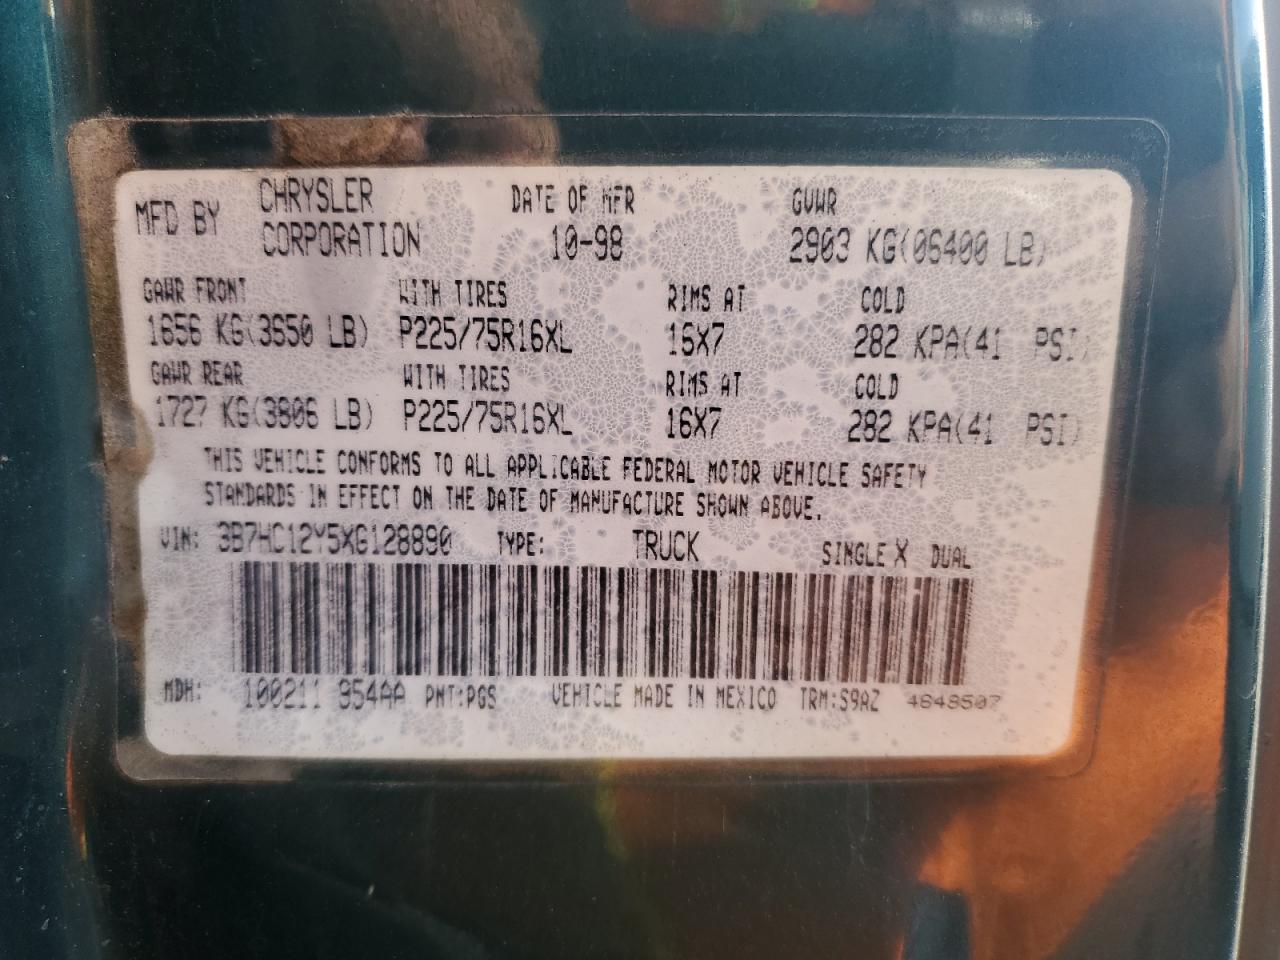 MFD BY CHRYSLER CORPORATION DATE OF MFR 10-98 GVWR 2903 KG(06400 LB)
GAWR FRONT WITH TIRES RIMS AT COLD
1656 KG(3650 LB) P225/75R16XL 16X7 282 KPA(41 PSI)
GAWR REAR WITH TIRES RIMS AT COLD
1727 KG(3806 LB) P225/75R16XL 16X7 282 KPA(41 PSI)
THIS VEHICLE CONFORMS TO ALL APPLICABLE FEDERAL MOTOR VEHICLE SAFETY
STANDARDS IN EFFECT ON THE DATE OF MANUFACTURE SHOWN ABOVE.
VIN: 3B7HC12Y5XG128890 TYPE: TRUCK SINGLE X DUAL
MDH: 100211 954AA PNT:PGS VEHICLE MADE IN MEXICO TRM:S9AZ 4648507